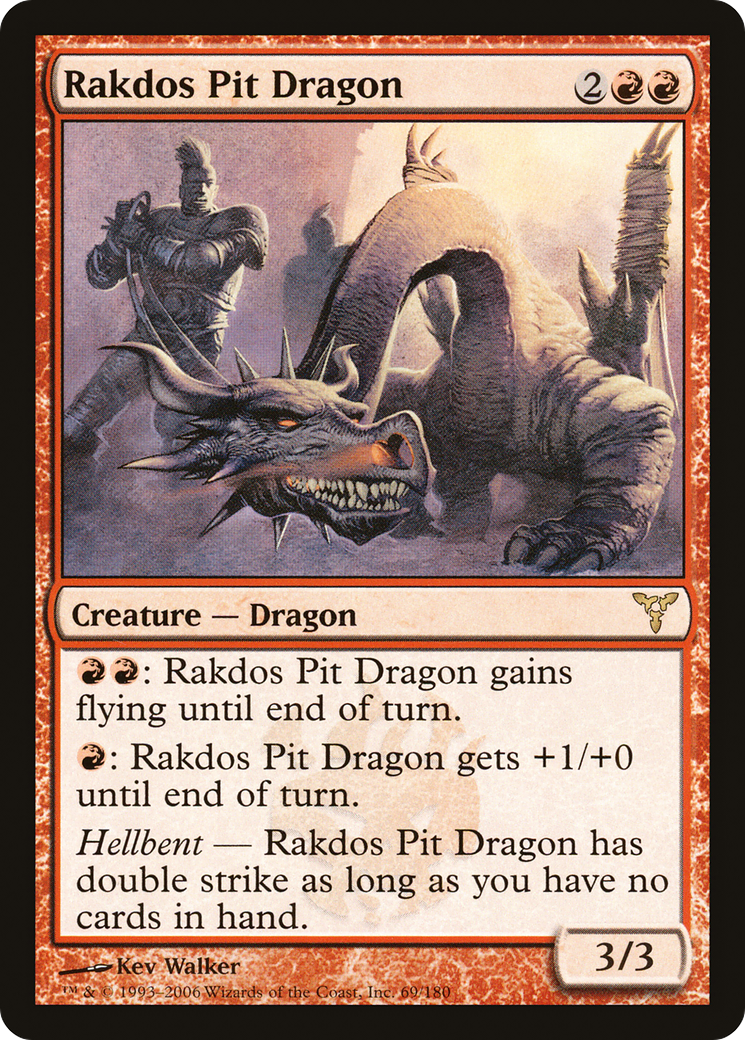 Rakdos Pit Dragon 2
Creature — Dragon
: Rakdos Pit Dragon gains
flying until end of turn.
: Rakdos Pit Dragon gets +1/+0
until end of turn.
Hellbent — Rakdos Pit Dragon has
double strike as long as you have no
cards in hand.
3/3
Kev Walker
™ & © 1993–2006 Wizards of the Coast, Inc. 69/180